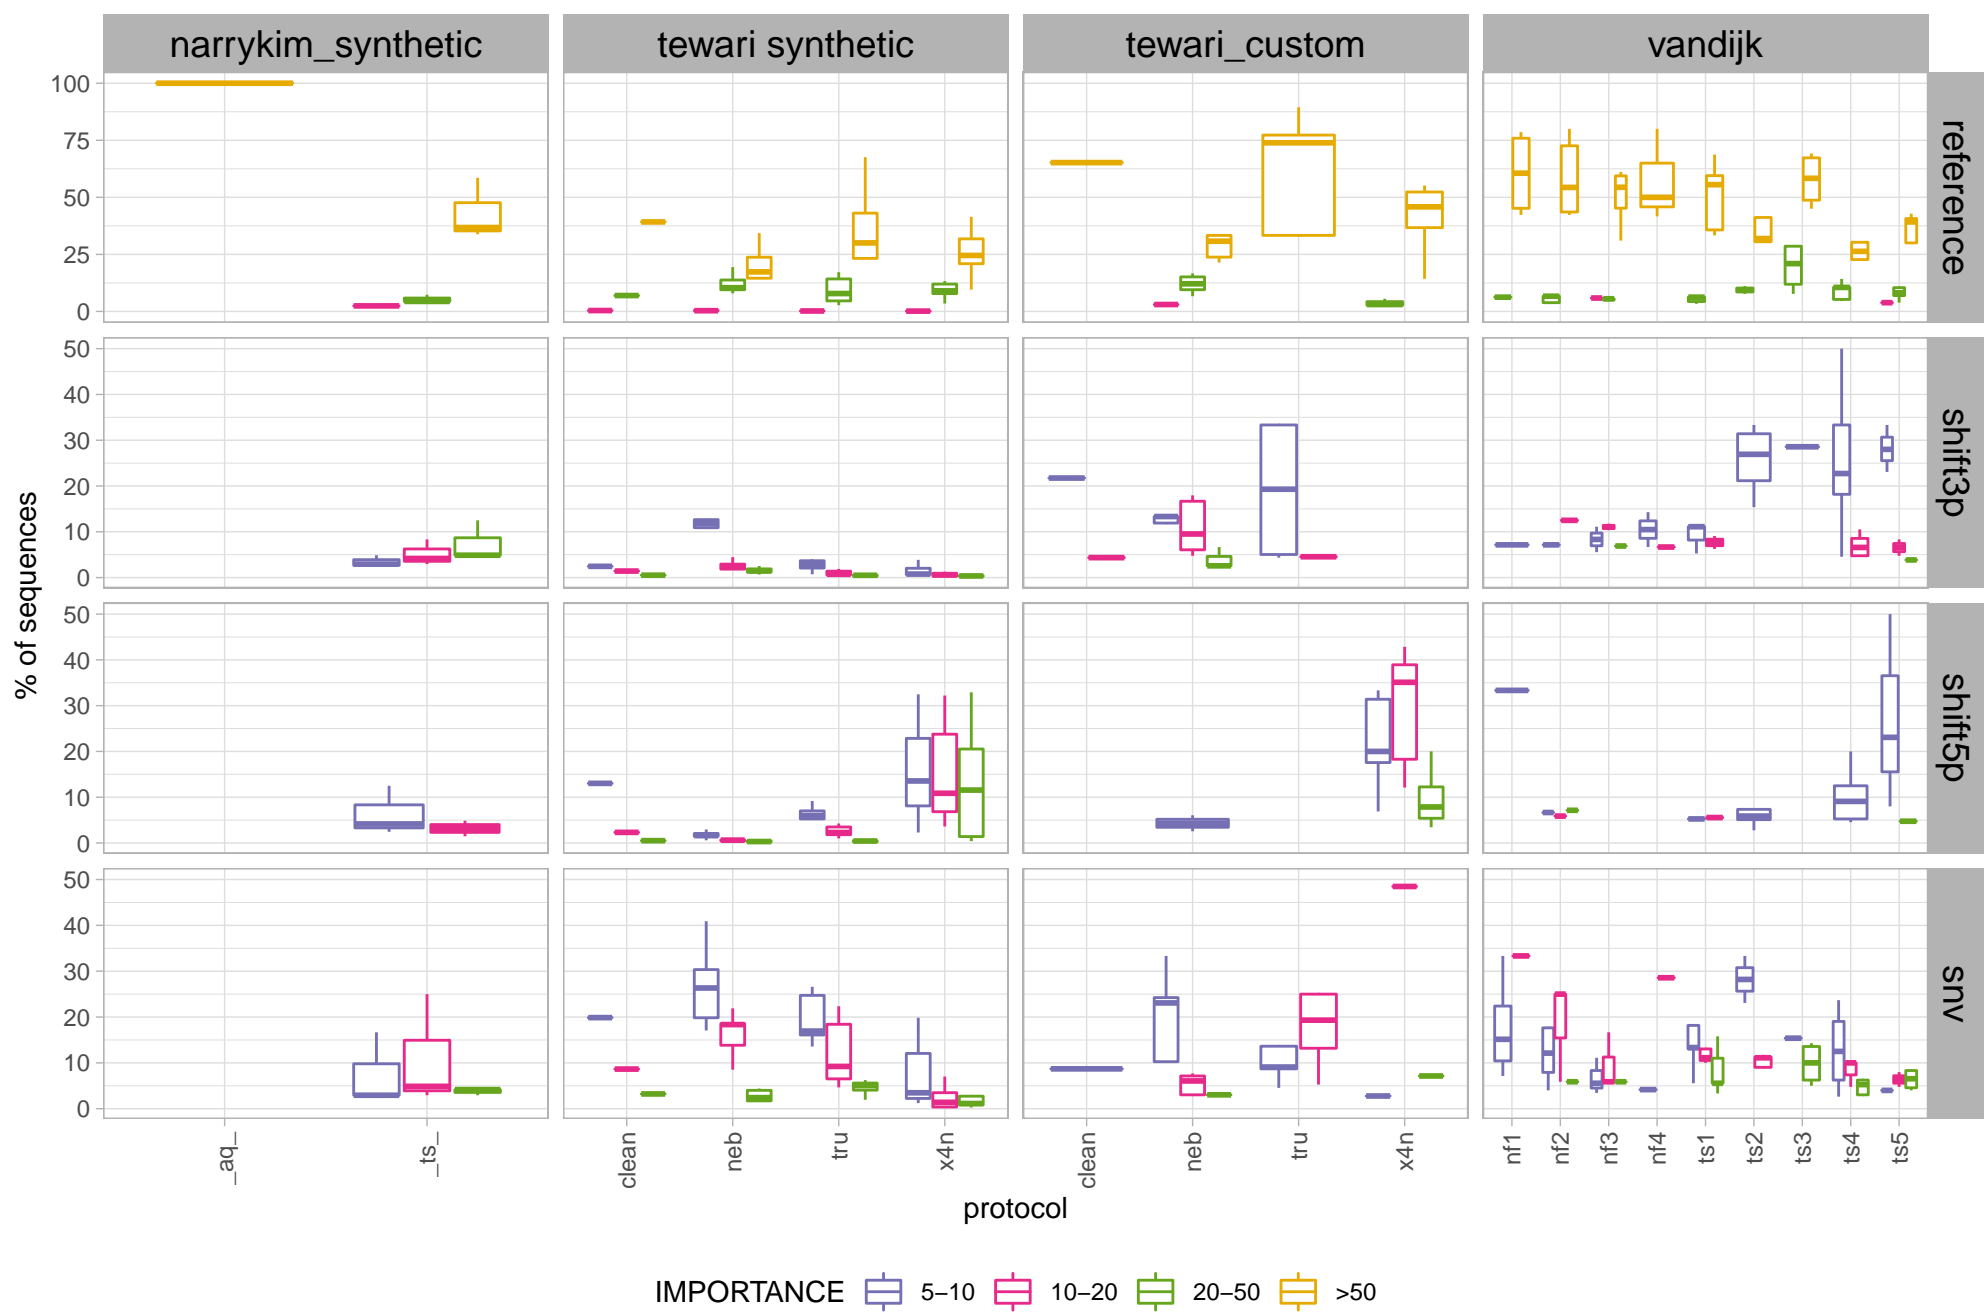 narrykim_synthetic tewari synthetic tewari_custom vandijk
100
75
50
25
0
reference
50
40
30
20
10
0
shift3p
% of sequences
50
40
30
20
10
0
shift5p
50
40
30
20
10
0
snv
_aq_ _ts_ clean neb tru x4n clean neb tru x4n nf1 nf2 nf3 nf4 ts1 ts2 ts3 ts4 ts5
protocol
IMPORTANCE 5–10 10–20 20–50 >50